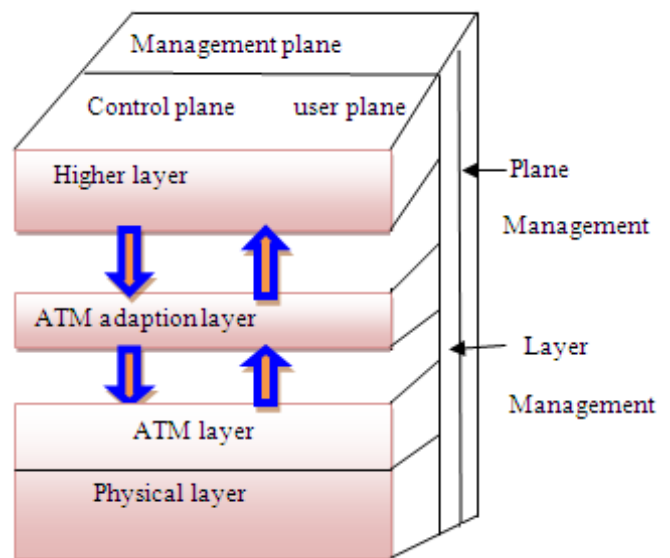 Management plane
Control plane
user plane
Higher layer
Plane
Management
ATM adaption layer
Layer
Management
ATM layer
Physical layer